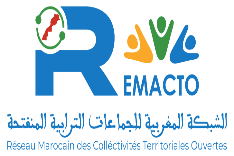 REMACTO
الشبكة المغربية للجماعات الترابية المنفتحة
Réseau Marocain des Collectivités Territoriales Ouvertes